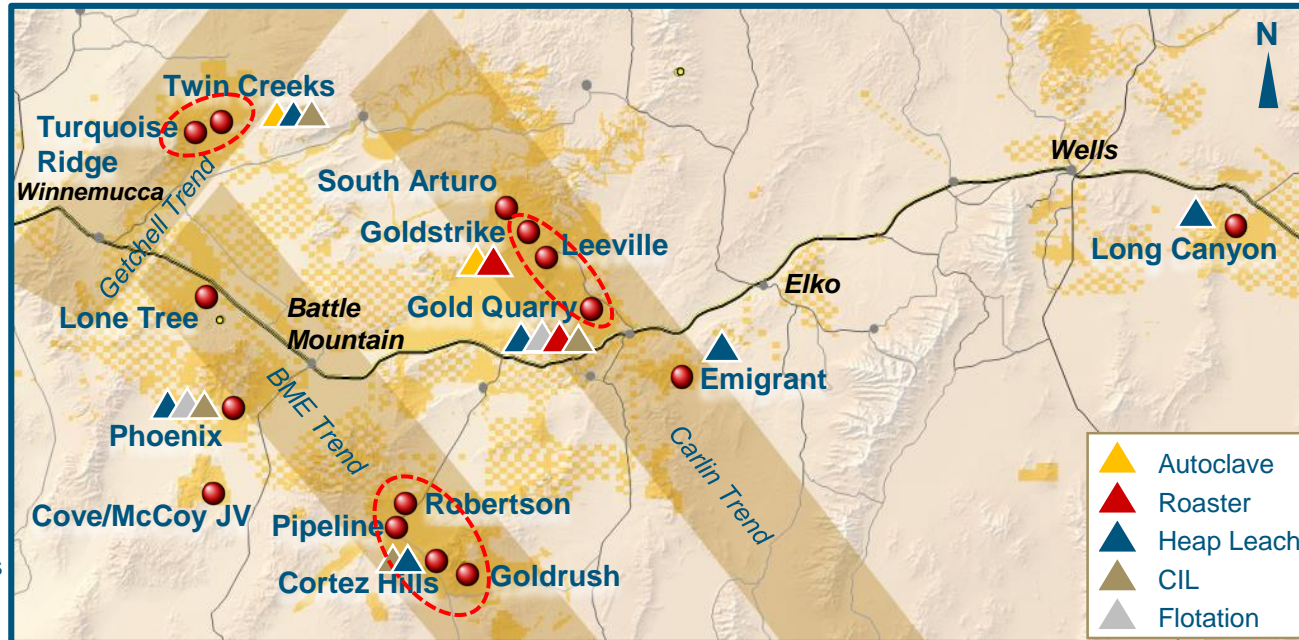 N
Twin Creeks
Turquoise
Ridge
Winnemucca
Getchell Trend
South Arturo
Goldstrike
Leeville
Gold Quarry
Wells
Long Canyon
Elko
Lone Tree
Battle
Mountain
Emigrant
BME Trend
Phoenix
Carlin Trend
Cove/McCoy JV
Robertson
Pipeline
Cortez Hills
Goldrush
s
Autoclave
Roaster
Heap Leach
CIL
Flotation